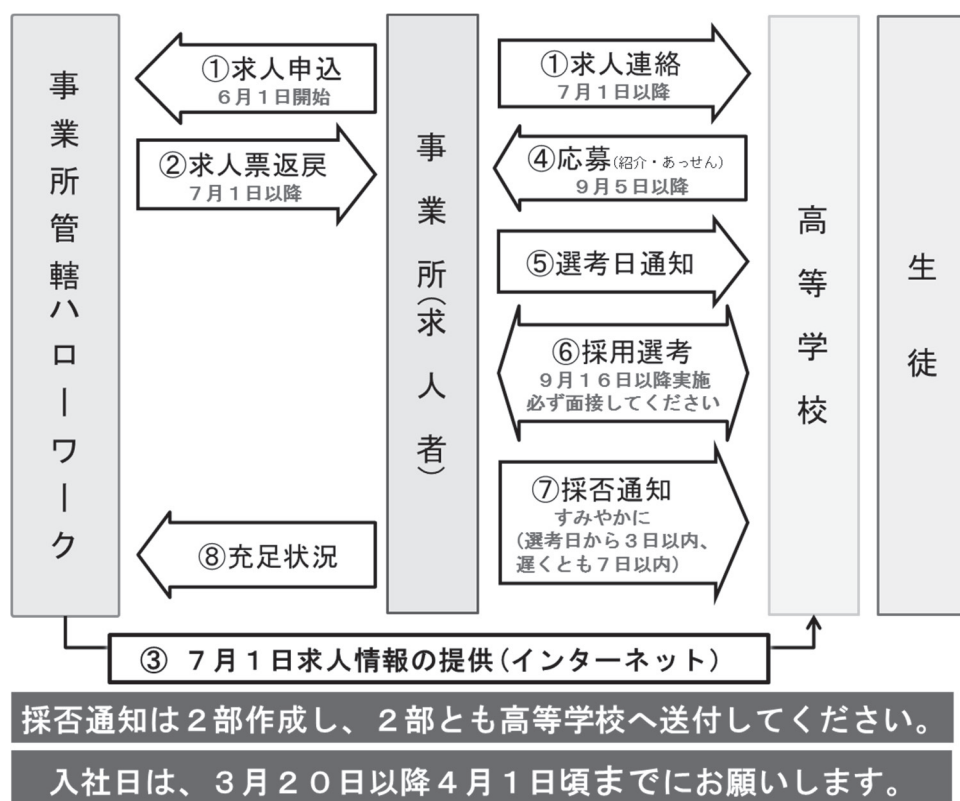 事業所管轄ハローワーク
①求人申込
6月1日開始
②求人票返戻
7月1日以降
⑧充足状況
事業所(求人者)
①求人連絡
7月1日以降
④応募(紹介・あっせん)
9月5日以降
⑤選考日通知
⑥採用選考
9月16日以降実施
必ず面接してください
⑦採否通知
すみやかに
(選考日から3日以内、
遅くとも7日以内)
高等学校
生徒
③ 7月1日求人情報の提供(インターネット)
採否通知は2部作成し、2部とも高等学校へ送付してください。
入社日は、3月20日以降4月1日頃までにお願いします。